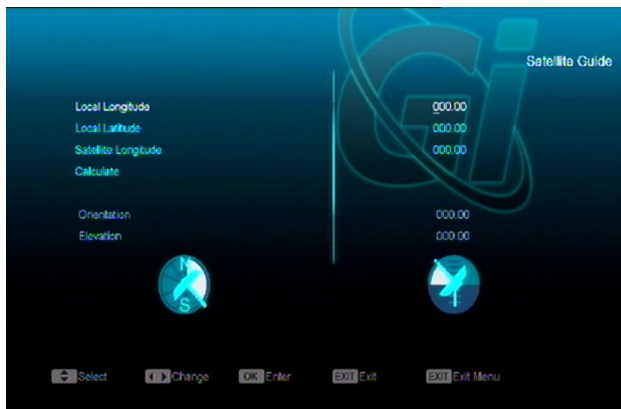 Gi
Satellite Guide
Local Longitude 000.00
Local Latitude 000.00
Satellite Longitude 000.00
Calculate
Orientation 000.00
Elevation 000.00
N
S
Select Change OK Enter EXIT Exit EXIT Exit Menu